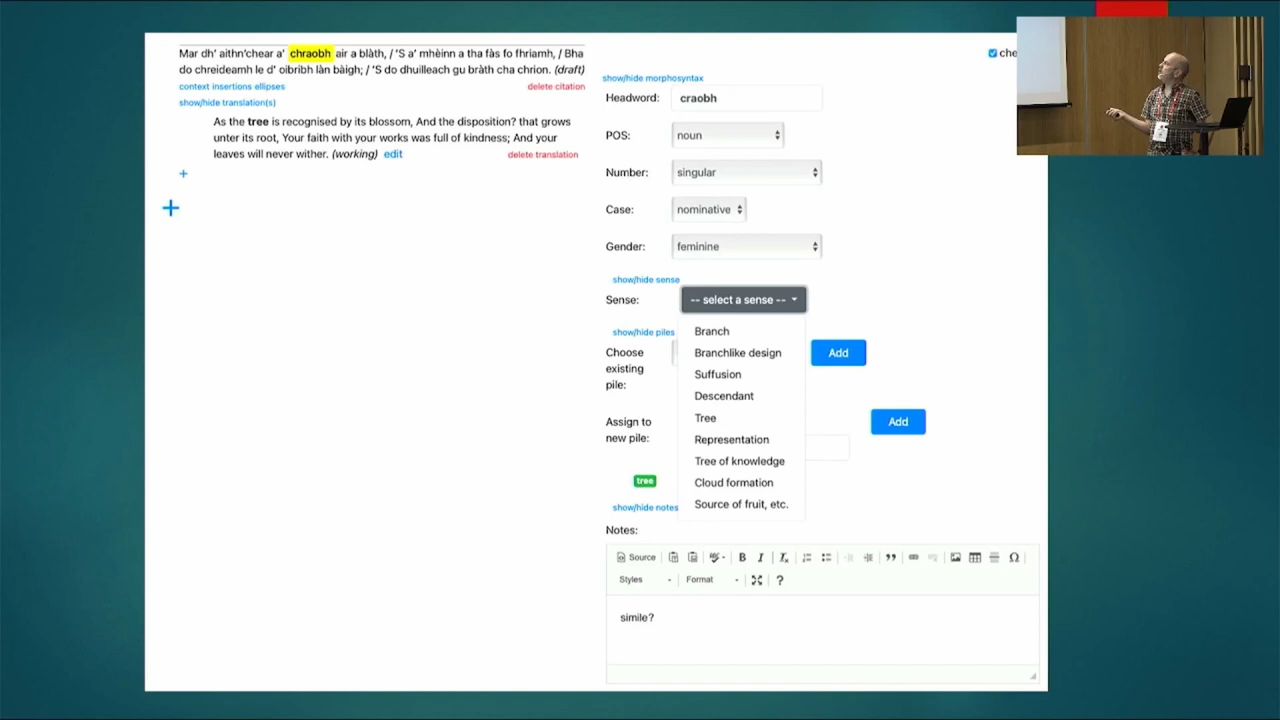 Mar dh' aithn'chear a' chraobh air a blàth, / 'S a' mhèinn a tha fàs fo fhriamh, / Bha
do chreideamh le d' oibribh làn bàigh; / 'S do dhuilleach gu bràth cha chrion. (draft)
context insertions ellipses
delete citation
show/hide translation(s)
As the tree is recognised by its blossom, And the disposition? that grows
unter its root, Your faith with your works was full of kindness; And your
leaves will never wither. (working) edit
delete translation
+
+
che
show/hide morphosyntax
Headword: craobh
POS: noun
Number: singular
Case: nominative
Gender: feminine
show/hide sense
Sense: -- select a sense --
Branch
Branchlike design
Suffusion
Descendant
Tree
Representation
Tree of knowledge
Cloud formation
Source of fruit, etc.
show/hide piles
Choose
existing
pile:
Add
Assign to
new pile:
Add
tree
show/hide notes
Notes:
Source B I Tx Ω
Styles Format ?
simile?